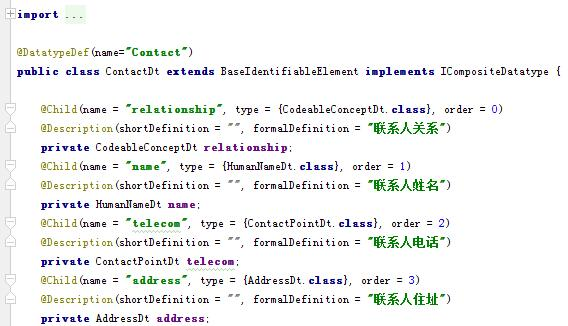 import ...
@DatatypeDef(name="Contact")
public class ContactDt extends BaseIdentifiableElement implements ICompositeDatatype {
@Child(name = "relationship", type = {CodeableConceptDt.class}, order = 0)
@Description(shortDefinition = "", formalDefinition = "联系人关系")
private CodeableConceptDt relationship;
@Child(name = "name", type = {HumanNameDt.class}, order = 1)
@Description(shortDefinition = "", formalDefinition = "联系人姓名")
private HumanNameDt name;
@Child(name = "telecom", type = {ContactPointDt.class}, order = 2)
@Description(shortDefinition = "", formalDefinition = "联系人电话")
private ContactPointDt telecom;
@Child(name = "address", type = {AddressDt.class}, order = 3)
@Description(shortDefinition = "", formalDefinition = "联系人住址")
private AddressDt address;